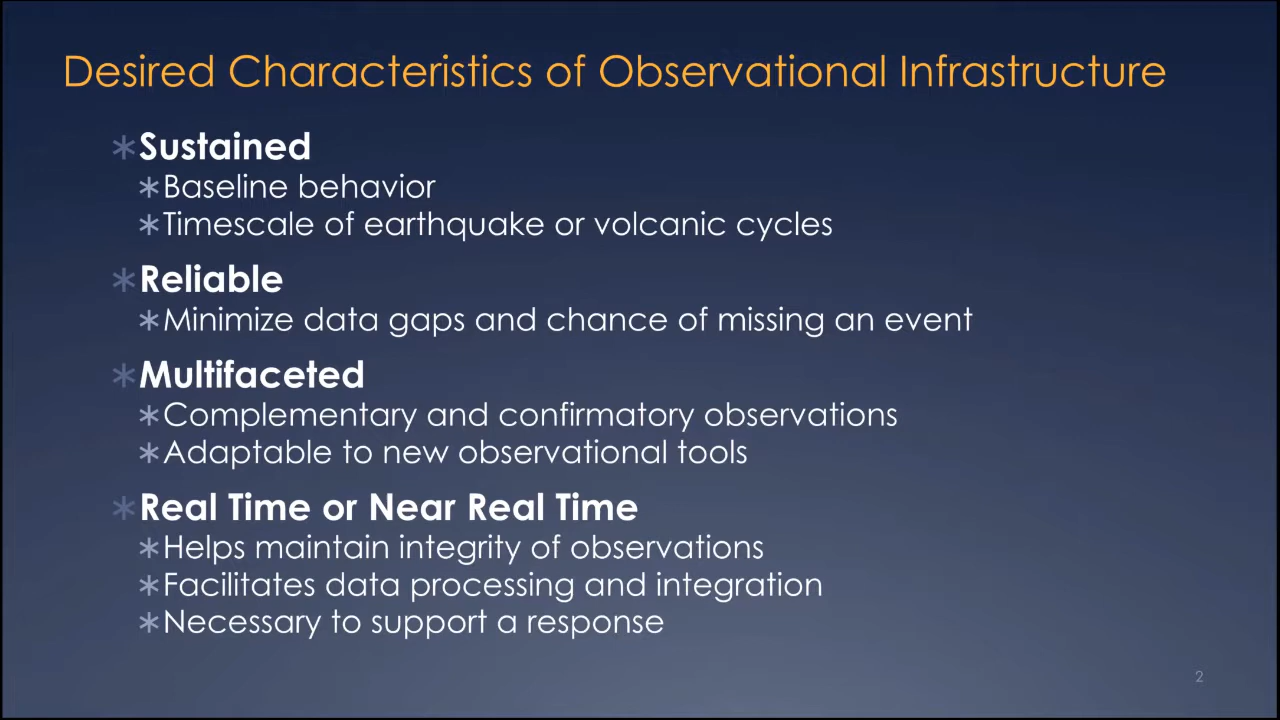 Desired Characteristics of Observational Infrastructure
*Sustained
*Baseline behavior
*Timescale of earthquake or volcanic cycles
*Reliable
*Minimize data gaps and chance of missing an event
*Multifaceted
*Complementary and confirmatory observations
*Adaptable to new observational tools
*Real Time or Near Real Time
*Helps maintain integrity of observations
*Facilitates data processing and integration
*Necessary to support a response
2